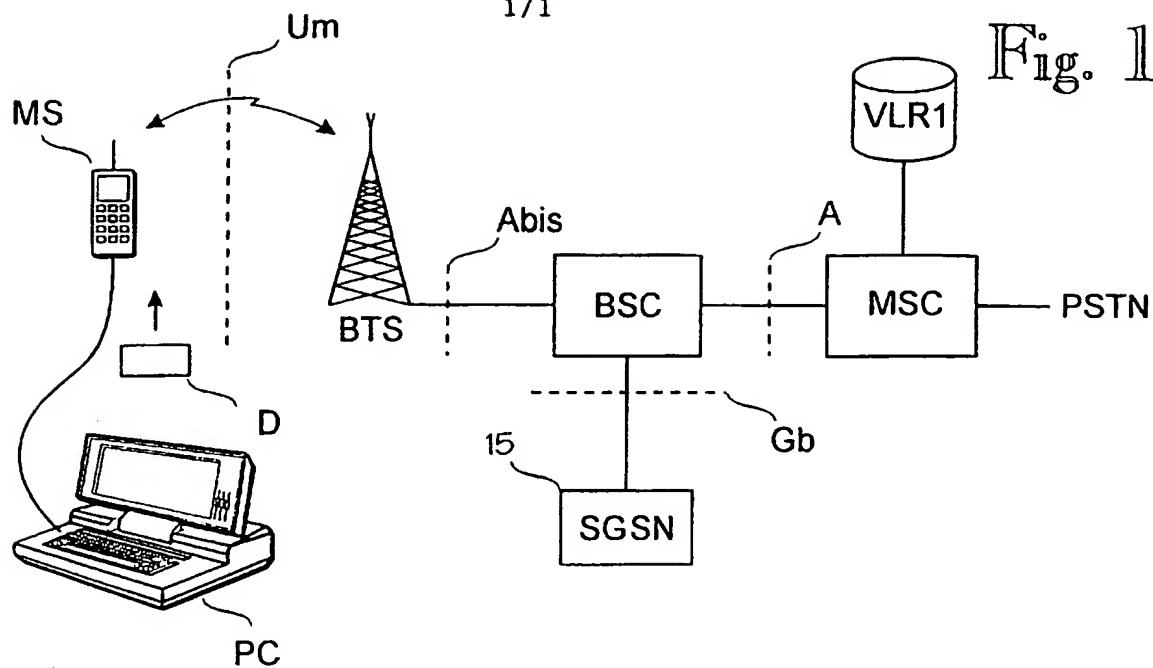 1/1
Fig. 1
Um
MS
VLR1
Abis
A
BTS
BSC
MSC
PSTN
D
Gb
15
SGSN
PC